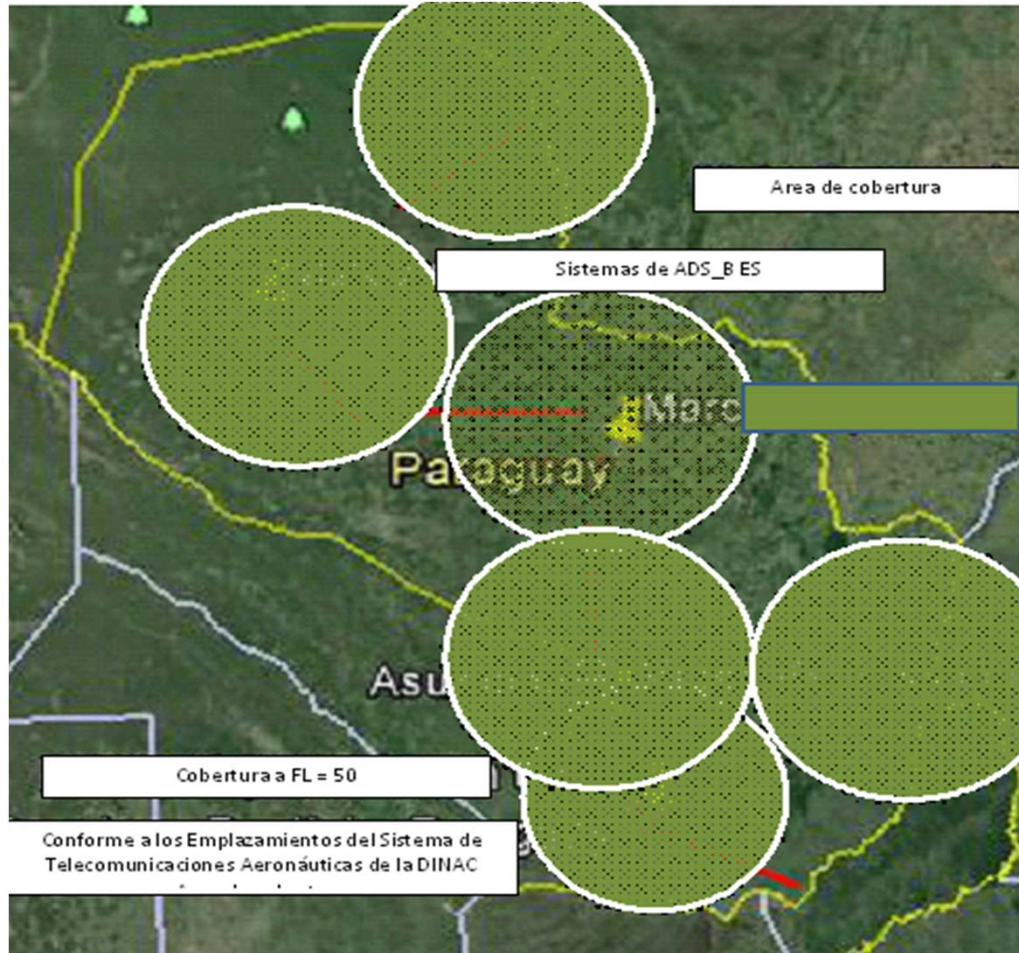 Area de cobertura
Sistemas de ADS_B ES
Marc
Paraguay
Asu
Cobertura a FL = 50
Conforme a los Emplazamientos del Sistema de
Telecomunicaciones Aeronáuticas de la DINAC